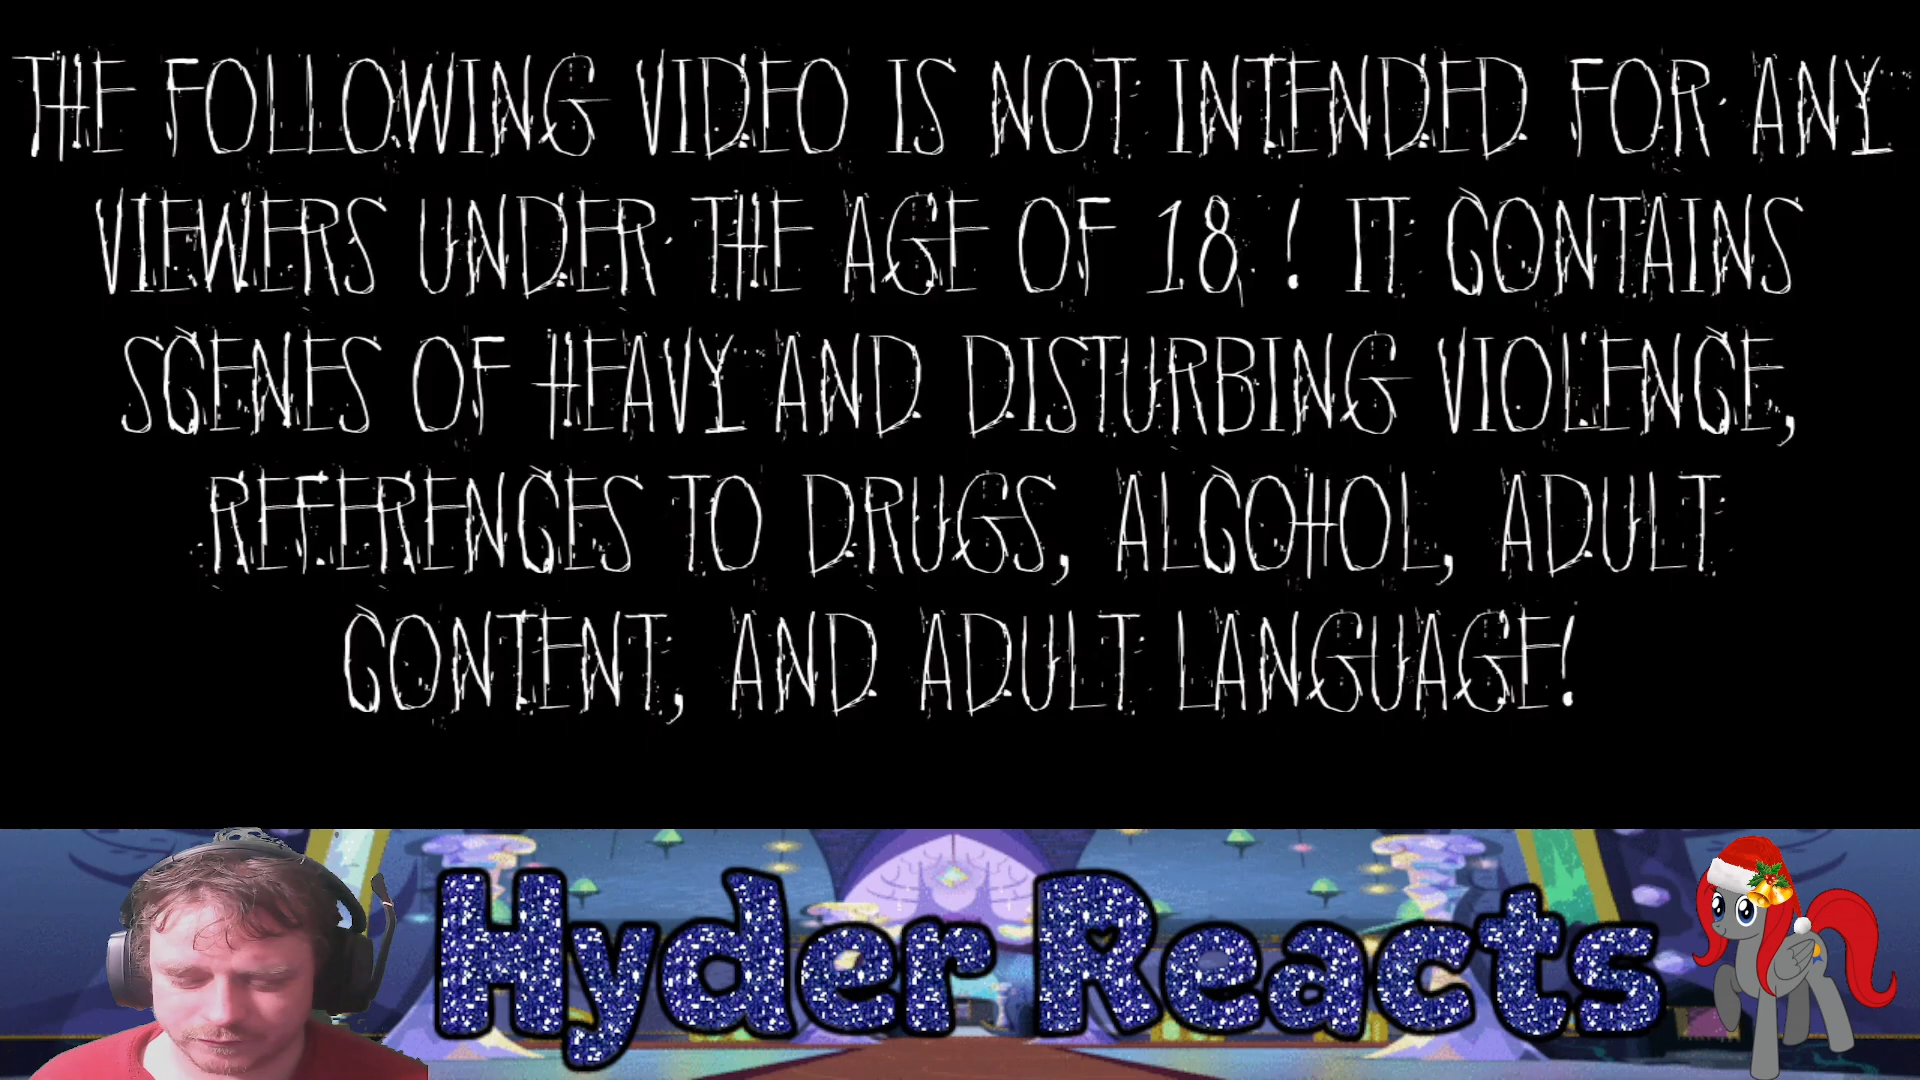 THE FOLLOWING VIDEO IS NOT INTENDED FOR ANY
VIEWERS UNDER THE AGE OF 18 ! IT CONTAINS
SCENES OF HEAVY AND DISTURBING VIOLENCE,
REFERENCES TO DRUGS, ALCOHOL, ADULT
CONTENT, AND ADULT LANGUAGE!
Hyder Reacts